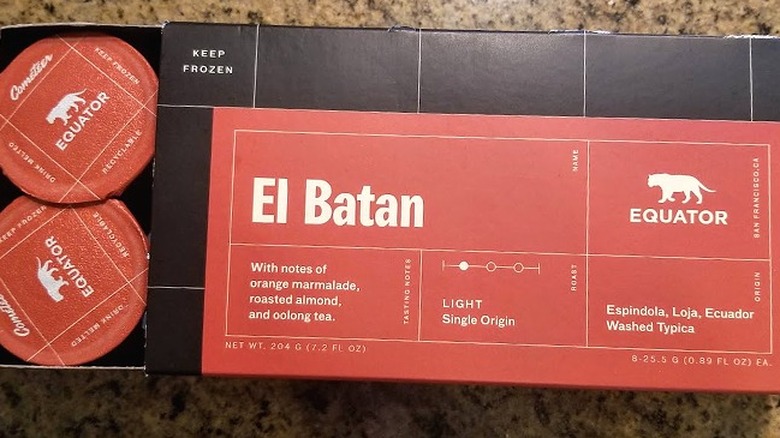 Cometeer
KEEP FROZEN
EQUATOR
DRINK MELTED
RECYCLABLE
KEEP FROZEN
RECYCLABLE
EQUATOR
Cometeer
DRINK MELTED
KEEP
FROZEN
El Batan
NAME
EQUATOR
SAN FRANCISCO, CA
With notes of
orange marmalade,
roasted almond,
and oolong tea.
TASTING NOTES
LIGHT
Single Origin
ROAST
Espindola, Loja, Ecuador
Washed Typica
ORIGIN
NET WT. 204 G (7.2 FL OZ)
8-25.5 G (0.89 FL OZ) EA.